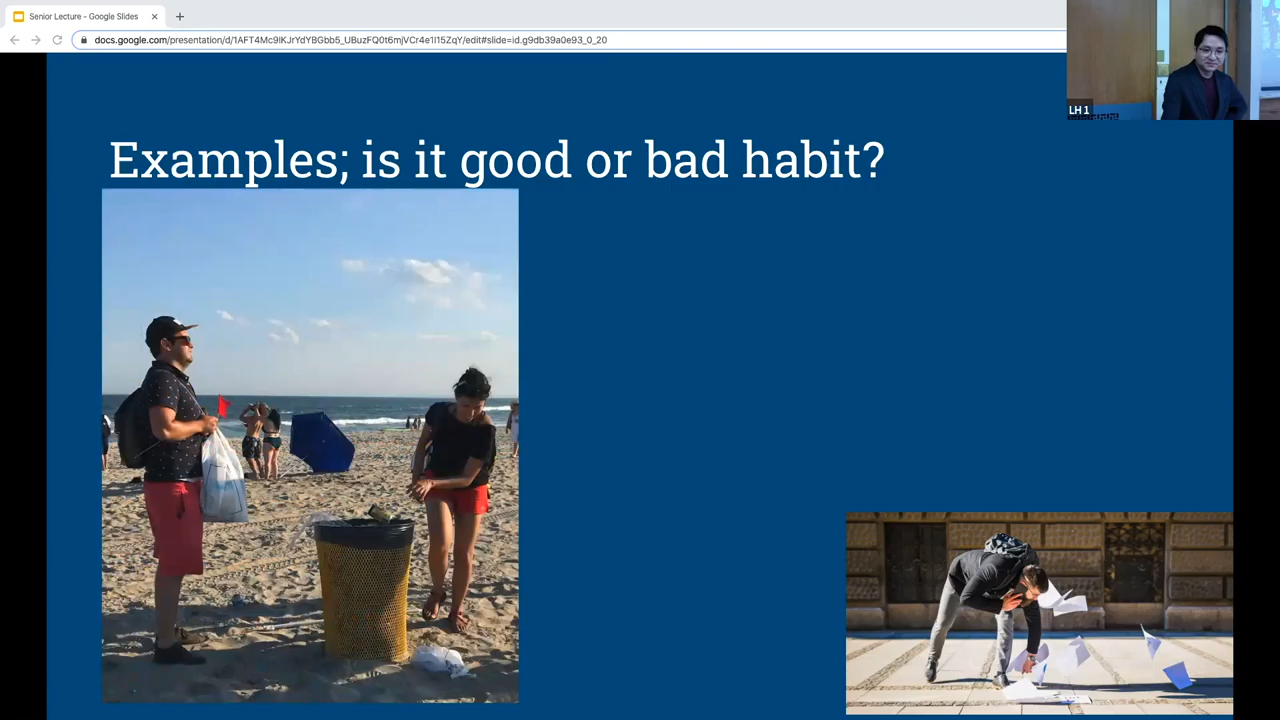 Senior Lecture - Google Slides
docs.google.com/presentation/d/1AFT4Mc9IKJrYdYBGbb5_UBuzFQ0t6mjVCr4e1I15ZqY/edit#slide=id.g9db39a0e93_0_20
LH 1
Examples; is it good or bad habit?